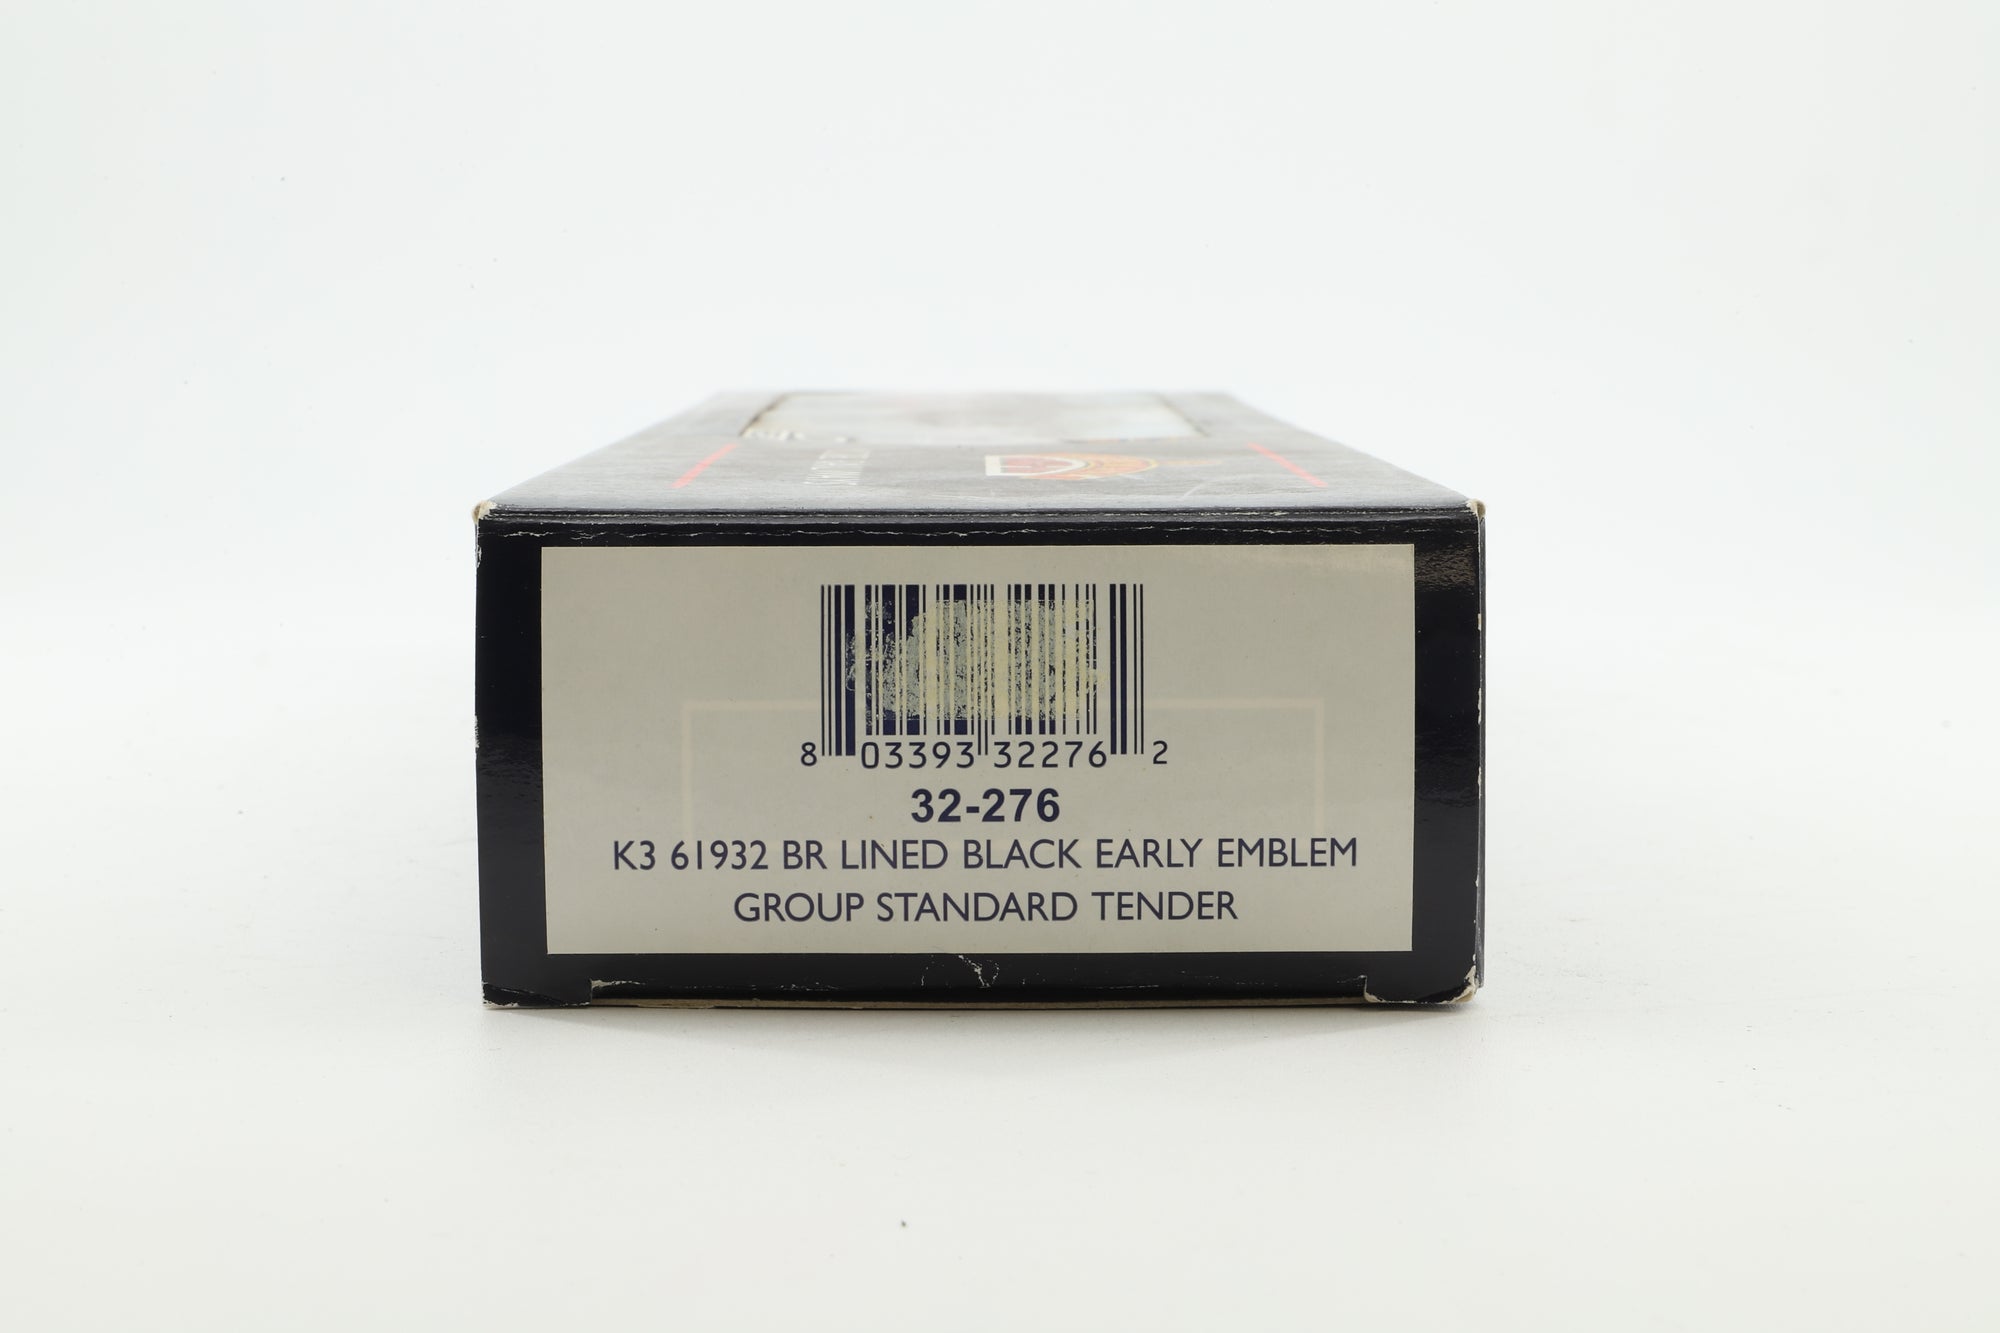 8 03393 32276 2
32-276
K3 61932 BR LINED BLACK EARLY EMBLEM
GROUP STANDARD TENDER